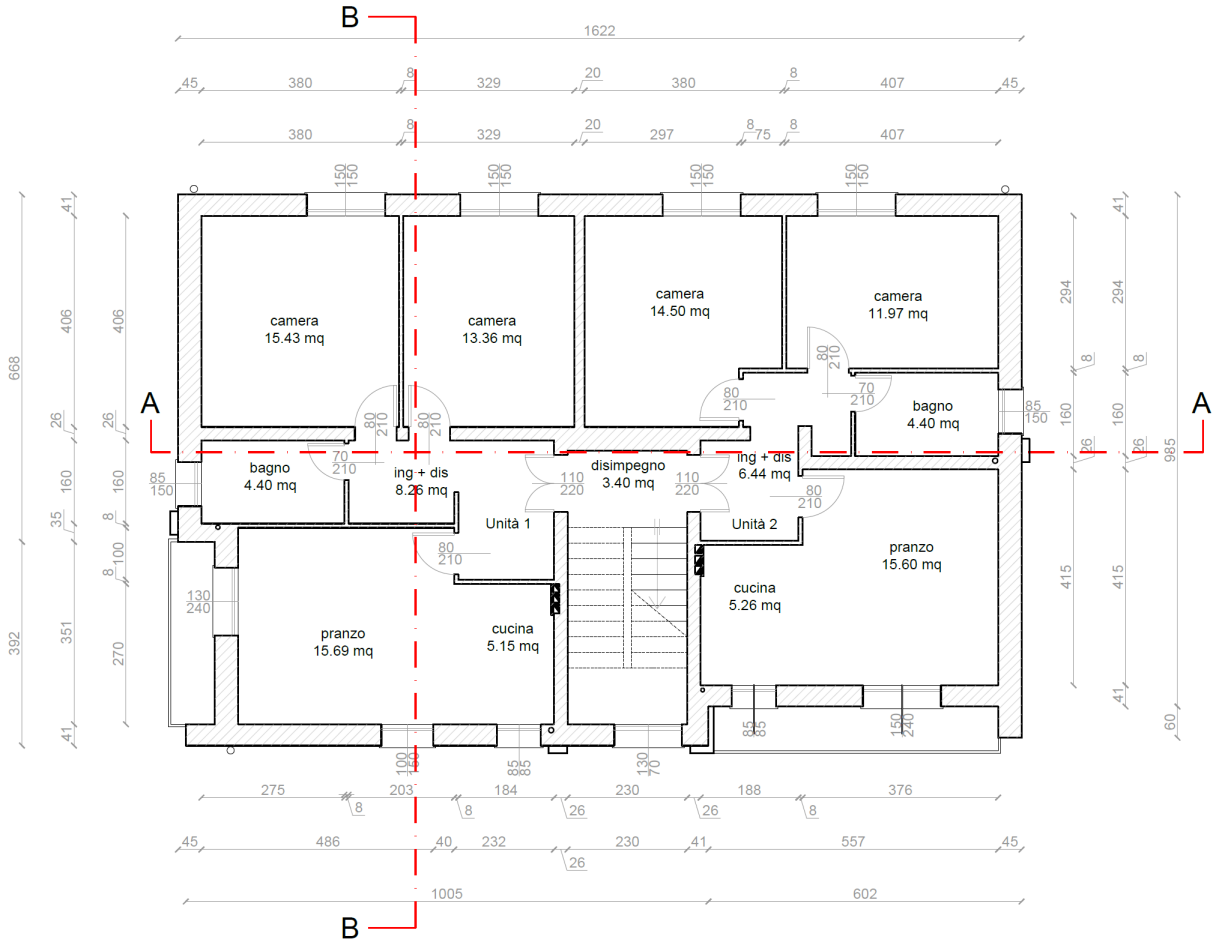 B
1622
45 380 8 329 20 380 8 407 45
380 8 329 20 297 8 75 8 407
150 150 150 150
150 150 150 150
41 41
camera
15.43 mq
camera
13.36 mq
camera
14.50 mq
camera
11.97 mq
668 406 406
294 294
8 8
80
210
80
210
80
210
80
210
70
210
A
A
26 26
bagno
4.40 mq
85
150
160 160
985
26 26
bagno
4.40 mq
70
210
ing + dis
8.26 mq
disimpegno
3.40 mq
ing + dis
6.44 mq
85
150
160 160
110
220
110
220
80
210
35 8
Unità 1
Unità 2
100
8
80
210
pranzo
15.60 mq
cucina
5.26 mq
415 415
130
240
392 351 270
pranzo
15.69 mq
cucina
5.15 mq
41
41
60
85
85
150
240
100
160
85
85
130
70
275 8 203 8 184 26 230 26 188 8 376
45 486 40 232 26 230 41 557 45
1005 602
B